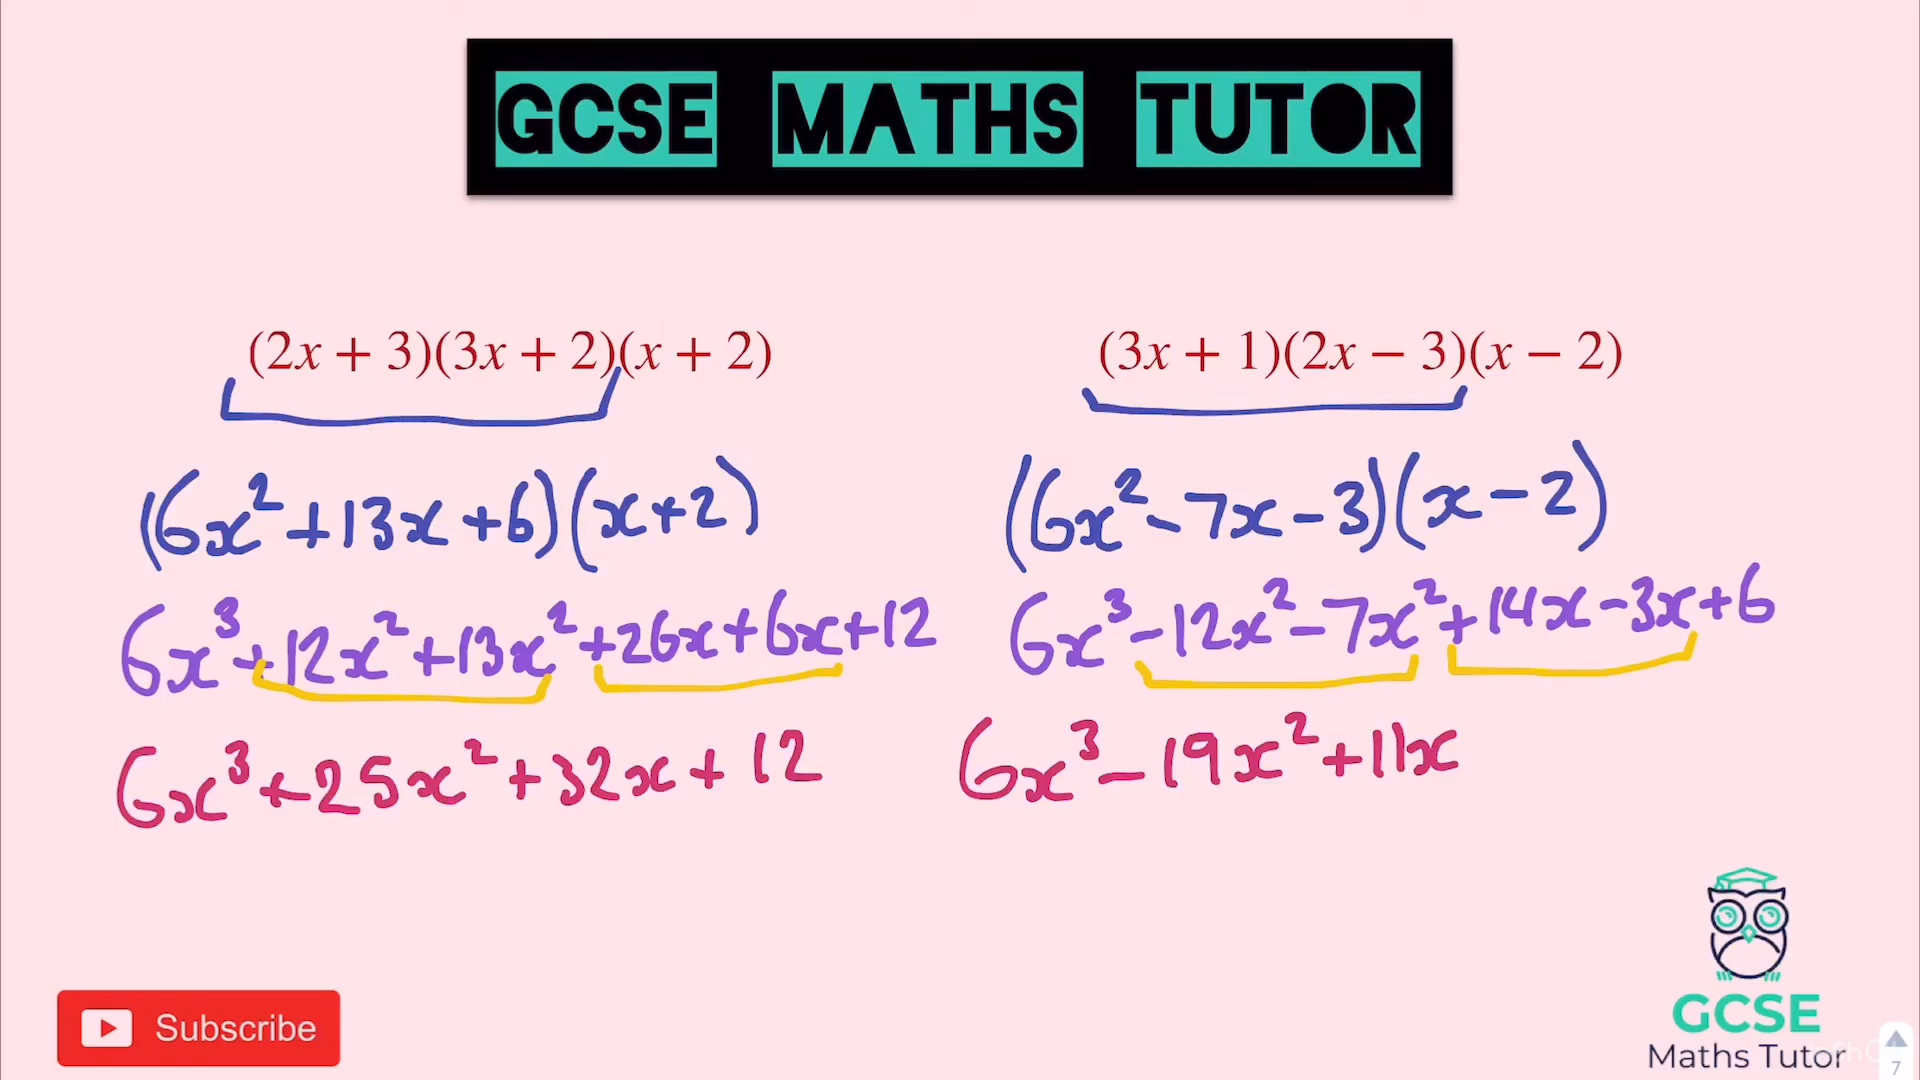 GCSE MATHS TUTOR
(2x + 3)(3x + 2)(x + 2)
(6x² + 13x + 6)(x + 2)
6x³ + 12x² + 13x² + 26x + 6x + 12
6x³ + 25x² + 32x + 12
(3x + 1)(2x − 3)(x − 2)
(6x² - 7x - 3)(x - 2)
6x³ - 12x² - 7x² + 14x - 3x + 6
6x³ - 19x² + 11x
Subscribe
GCSE
Maths Tutor
7